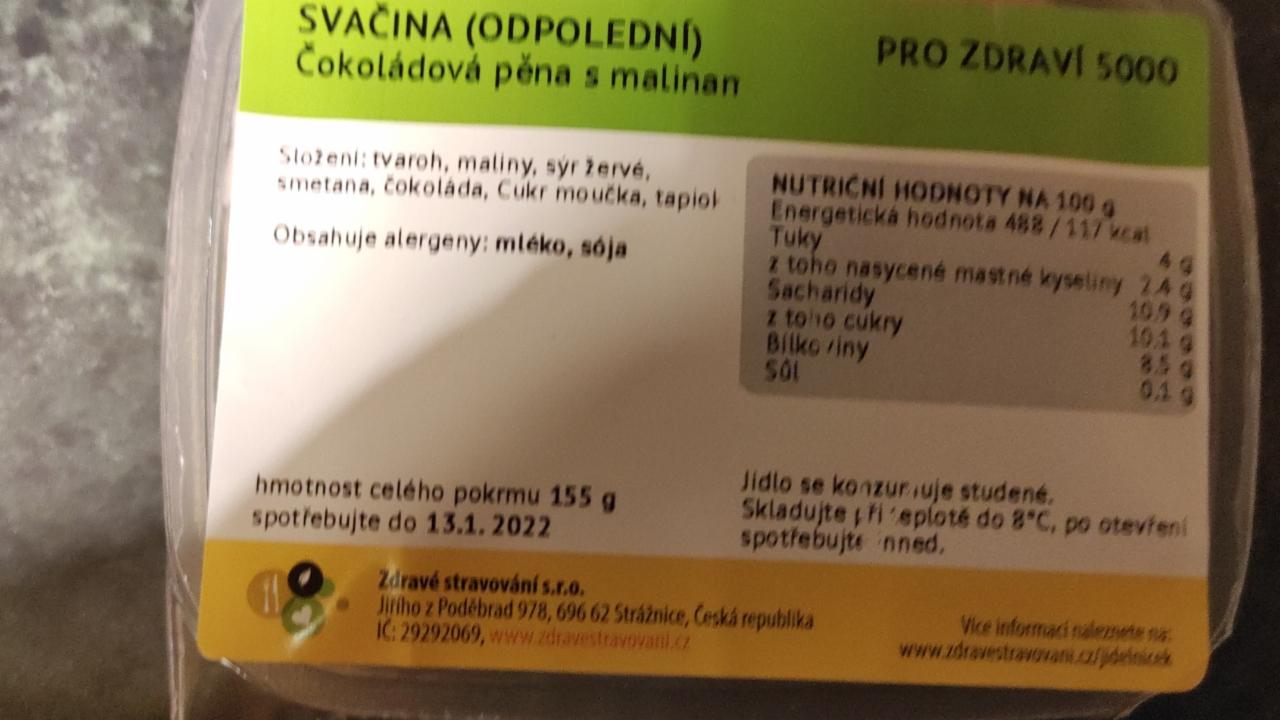 SVAČINA (ODPOLEDNÍ)
Čokoládová pěna s malinan
PRO ZDRAVÍ 5000
Složení: tvaroh, maliny, sýr žervé,
smetana, čokoláda, Cukr moučka, tapiol
Obsahuje alergeny: mléko, sója
NUTRIČNÍ HODNOTY NA 100 g
Energetická hodnota 488 / 117 kcal
Tuky 4 g
z toho nasycené mastné kyseliny 2.4 g
Sacharidy 10.9 g
z toho cukry 10.1 g
Bílkoviny 8.5 g
Sůl 0.1 g
hmotnost celého pokrmu 155 g
spotřebujte do 13.1. 2022
Jídlo se konzumuje studené.
Skladujte při teplotě do 8°C, po otevření
spotřebujte ihned.
Zdravé stravování s.r.o.
Jiřího z Poděbrad 978, 696 62 Strážnice, Česká republika
IČ: 29292069, www.zdravestravovani.cz
Více informací naleznete na:
www.zdravestravovani.cz/jidelnicek